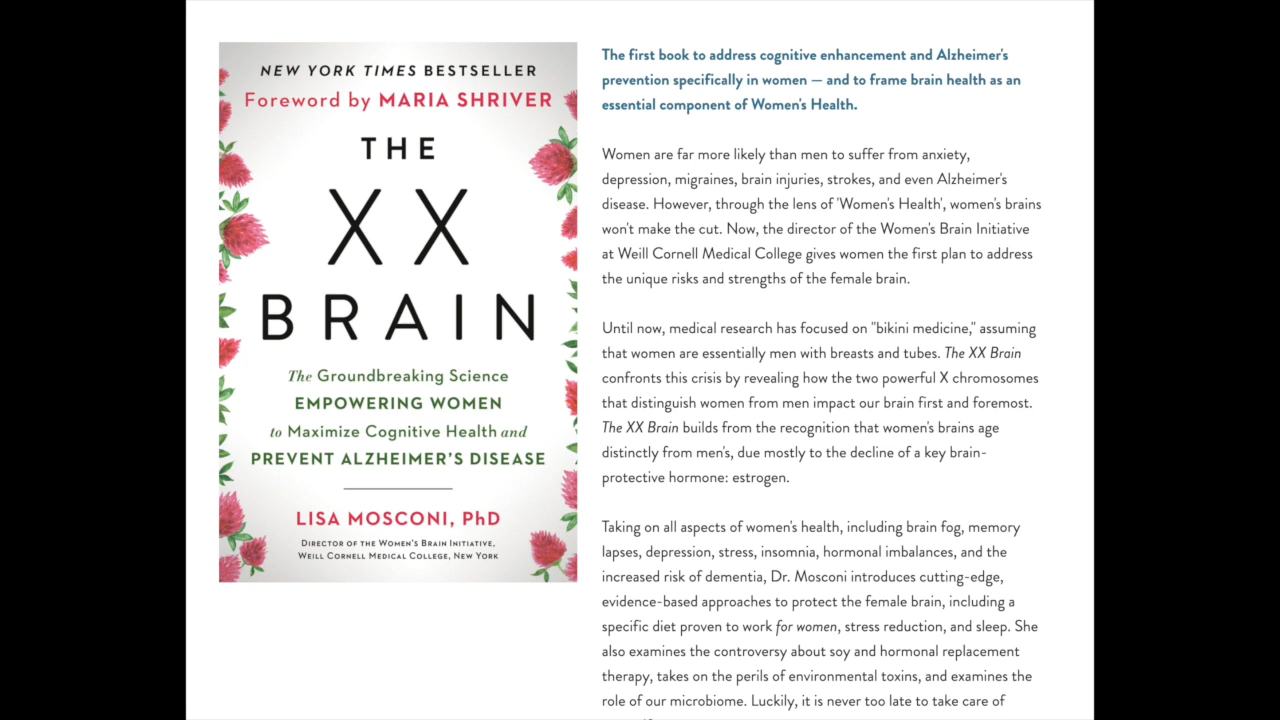 NEW YORK TIMES BESTSELLER
Foreword by MARIA SHRIVER
THE
XX
BRAIN
The Groundbreaking Science
EMPOWERING WOMEN
to Maximize Cognitive Health and
PREVENT ALZHEIMER'S DISEASE
LISA MOSCONI, PhD
DIRECTOR OF THE WOMEN'S BRAIN INITIATIVE,
WEILL CORNELL MEDICAL COLLEGE, NEW YORK
The first book to address cognitive enhancement and Alzheimer's
prevention specifically in women — and to frame brain health as an
essential component of Women's Health.
Women are far more likely than men to suffer from anxiety,
depression, migraines, brain injuries, strokes, and even Alzheimer's
disease. However, through the lens of 'Women's Health', women's brains
won't make the cut. Now, the director of the Women's Brain Initiative
at Weill Cornell Medical College gives women the first plan to address
the unique risks and strengths of the female brain.
Until now, medical research has focused on "bikini medicine," assuming
that women are essentially men with breasts and tubes. The XX Brain
confronts this crisis by revealing how the two powerful X chromosomes
that distinguish women from men impact our brain first and foremost.
The XX Brain builds from the recognition that women's brains age
distinctly from men's, due mostly to the decline of a key brain-
protective hormone: estrogen.
Taking on all aspects of women's health, including brain fog, memory
lapses, depression, stress, insomnia, hormonal imbalances, and the
increased risk of dementia, Dr. Mosconi introduces cutting-edge,
evidence-based approaches to protect the female brain, including a
specific diet proven to work for women, stress reduction, and sleep. She
also examines the controversy about soy and hormonal replacement
therapy, takes on the perils of environmental toxins, and examines the
role of our microbiome. Luckily, it is never too late to take care of